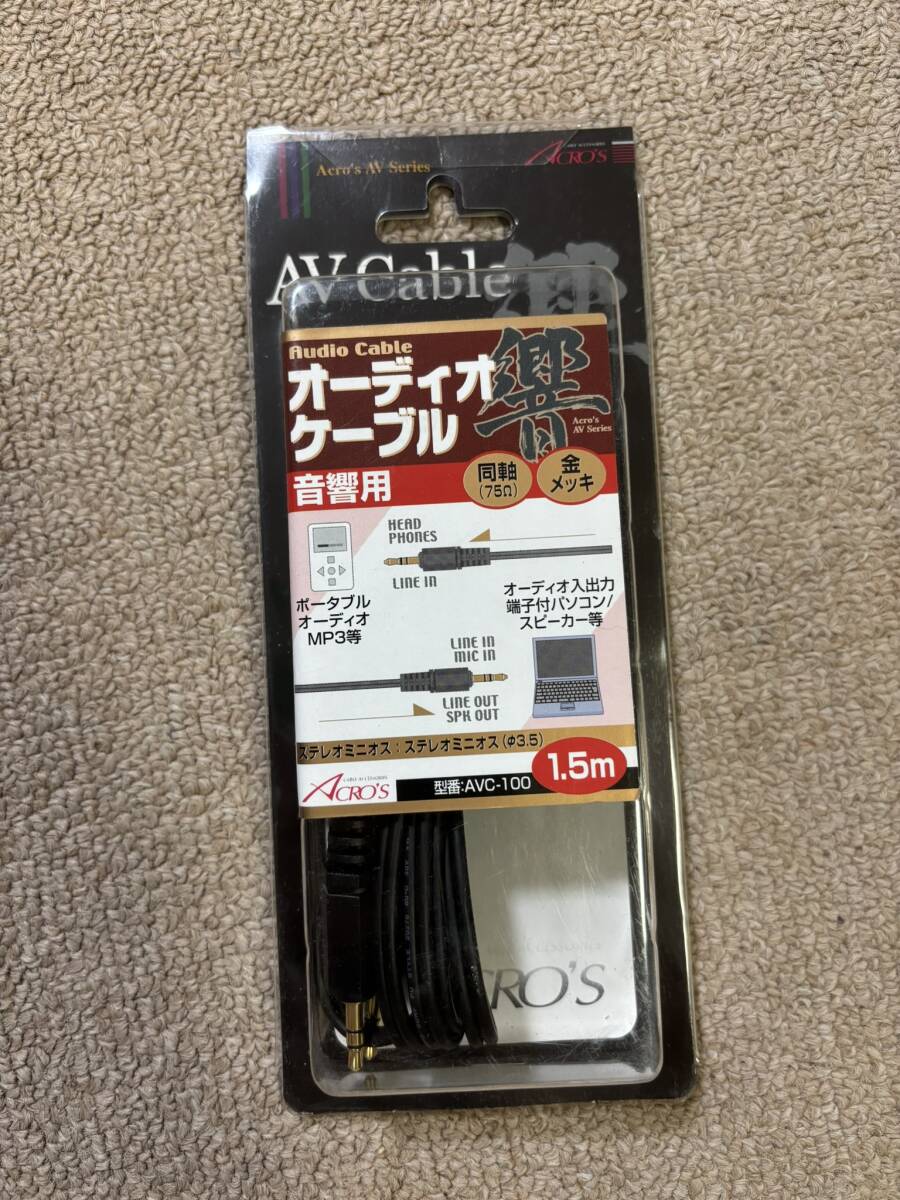 Acro's AV Series
CABLE ACCESSORIES
ACRO'S
AV Cable
響
Audio Cable
オーディオ
ケーブル
響
Acro's
AV Series
音響用
同軸
(75Ω)
金
メッキ
HEAD
PHONES
LINE IN
ポータブル
オーディオ
MP3等
オーディオ入出力
端子付パソコン/
スピーカー等
LINE IN
MIC IN
LINE OUT
SPK OUT
ステレオミニオス：ステレオミニオス(φ3.5)
1.5m
CABLE ACCESSORIES
ACRO'S
型番:AVC-100
CRO'S